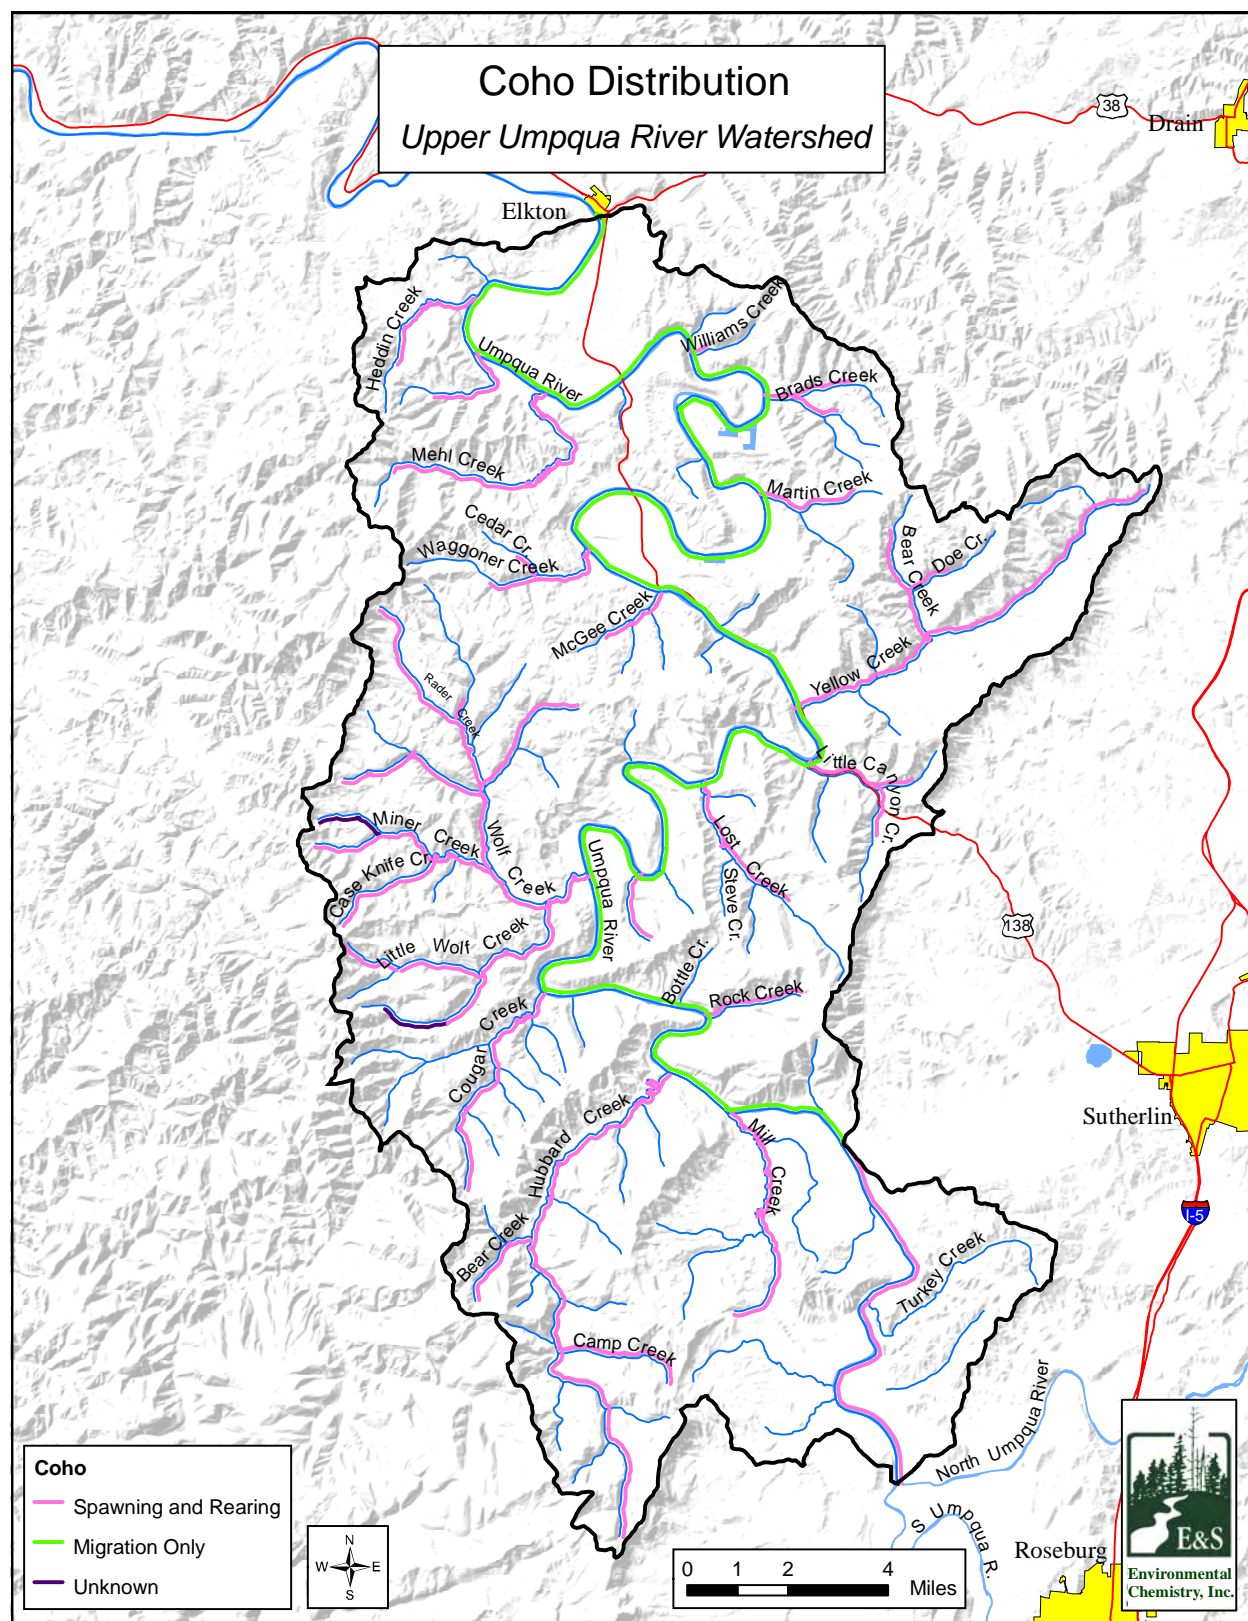 Coho Distribution
Upper Umpqua River Watershed
38
Drain
Elkton
Heddin Creek
Umpqua River
Williams Creek
Brads Creek
Mehl Creek
Martin Creek
Cedar Cr.
Waggoner Creek
Bear Creek
Doe Cr.
McGee Creek
Yellow Creek
Rader Creek
Little Canyon Cr.
Miner Creek
Wolf Creek
Case Knife Cr.
Umpqua River
Lost Creek
Steve Cr.
Little Wolf Creek
138
Bottle Cr.
Rock Creek
Cougar Creek
Sutherlin
Hubbard Creek
Mill Creek
I-5
Bear Creek
Turkey Creek
Camp Creek
North Umpqua River
S Umpqua R.
Roseburg
Coho
Spawning and Rearing
Migration Only
Unknown
N
W E
S
0 1 2 4
Miles
E&S
Environmental
Chemistry, Inc.